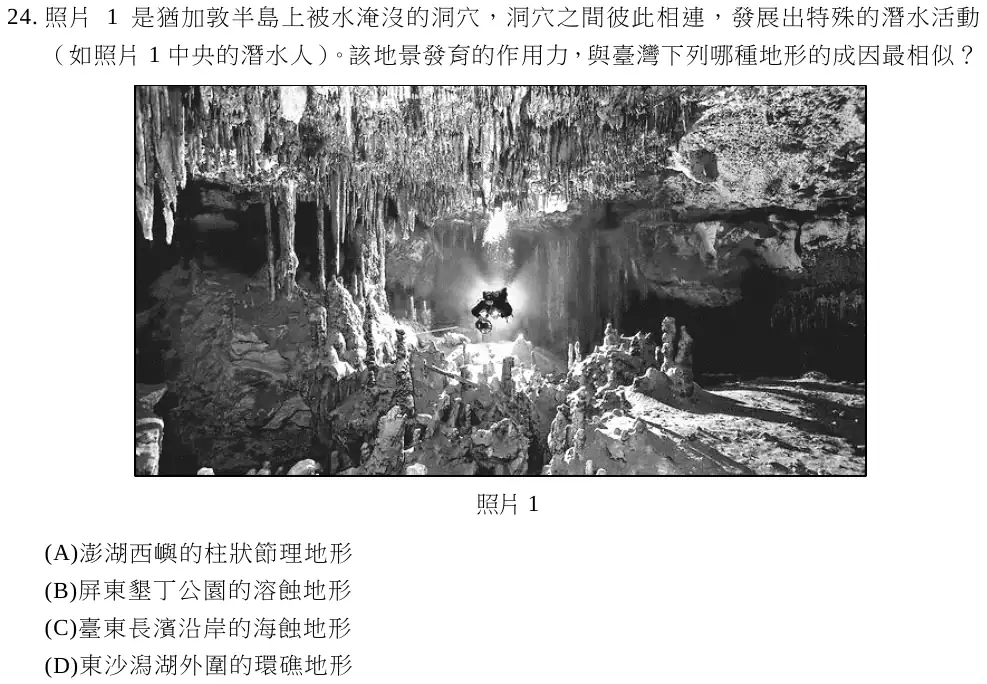 24. 照片 1 是猶加敦半島上被水淹沒的洞穴，洞穴之間彼此相連，發展出特殊的潛水活動
（如照片 1 中央的潛水人）。該地景發育的作用力，與臺灣下列哪種地形的成因最相似？
照片 1
(A)澎湖西嶼的柱狀節理地形
(B)屏東墾丁公園的溶蝕地形
(C)臺東長濱沿岸的海蝕地形
(D)東沙潟湖外圍的環礁地形